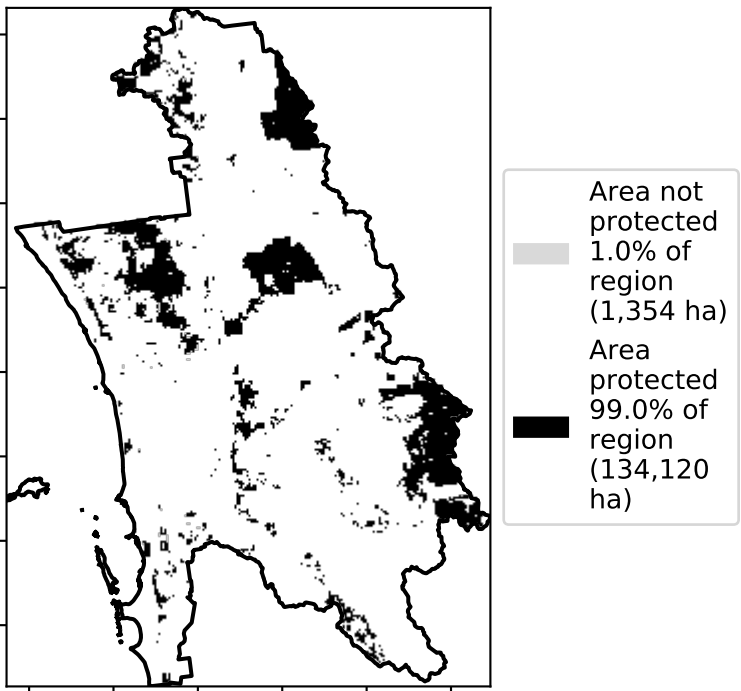 Area not
protected
1.0% of
region
(1,354 ha)
Area
protected
99.0% of
region
(134,120
ha)